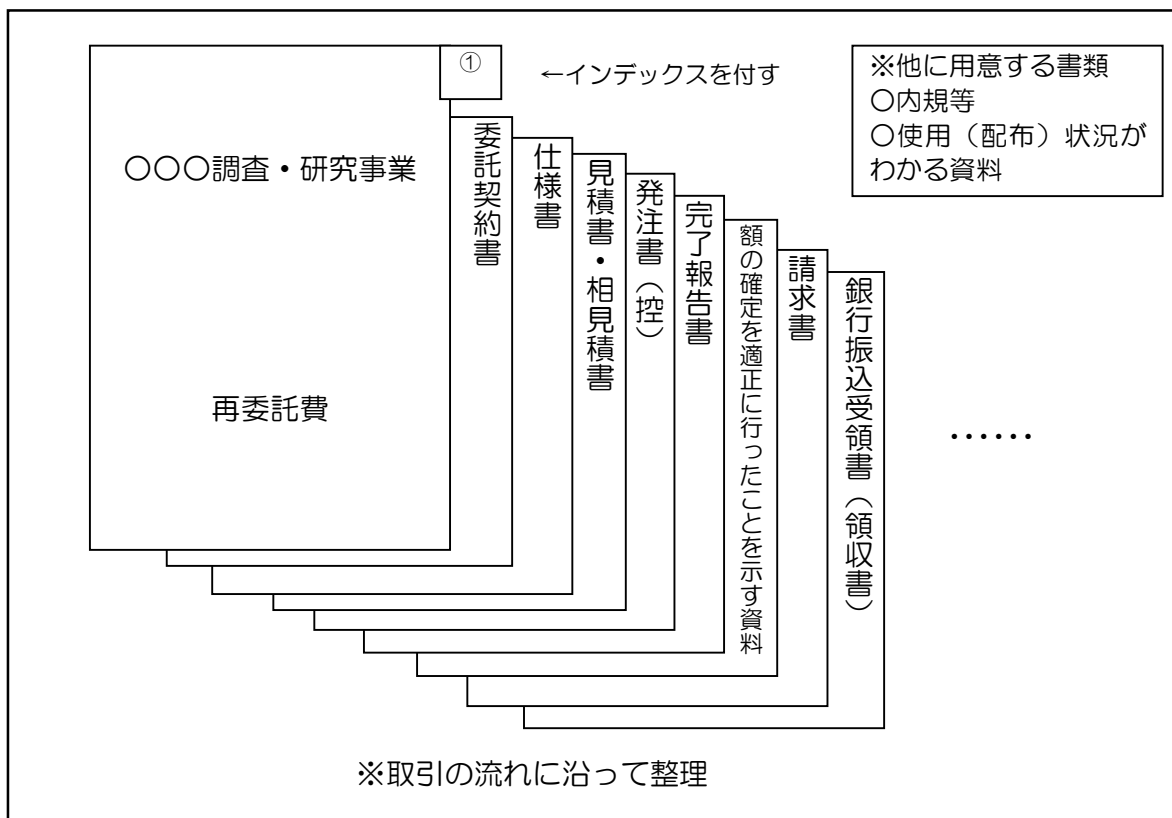 ①
←インデックスを付す
※他に用意する書類
〇内規等
〇使用(配布)状況が
わかる資料
〇〇〇調査・研究事業
再委託費
委託契約書
仕様書
見積書・相見積書
発注書(控)
完了報告書
額の確定を適正に行ったことを示す資料
請求書
銀行振込受領書(領収書)
……
※取引の流れに沿って整理